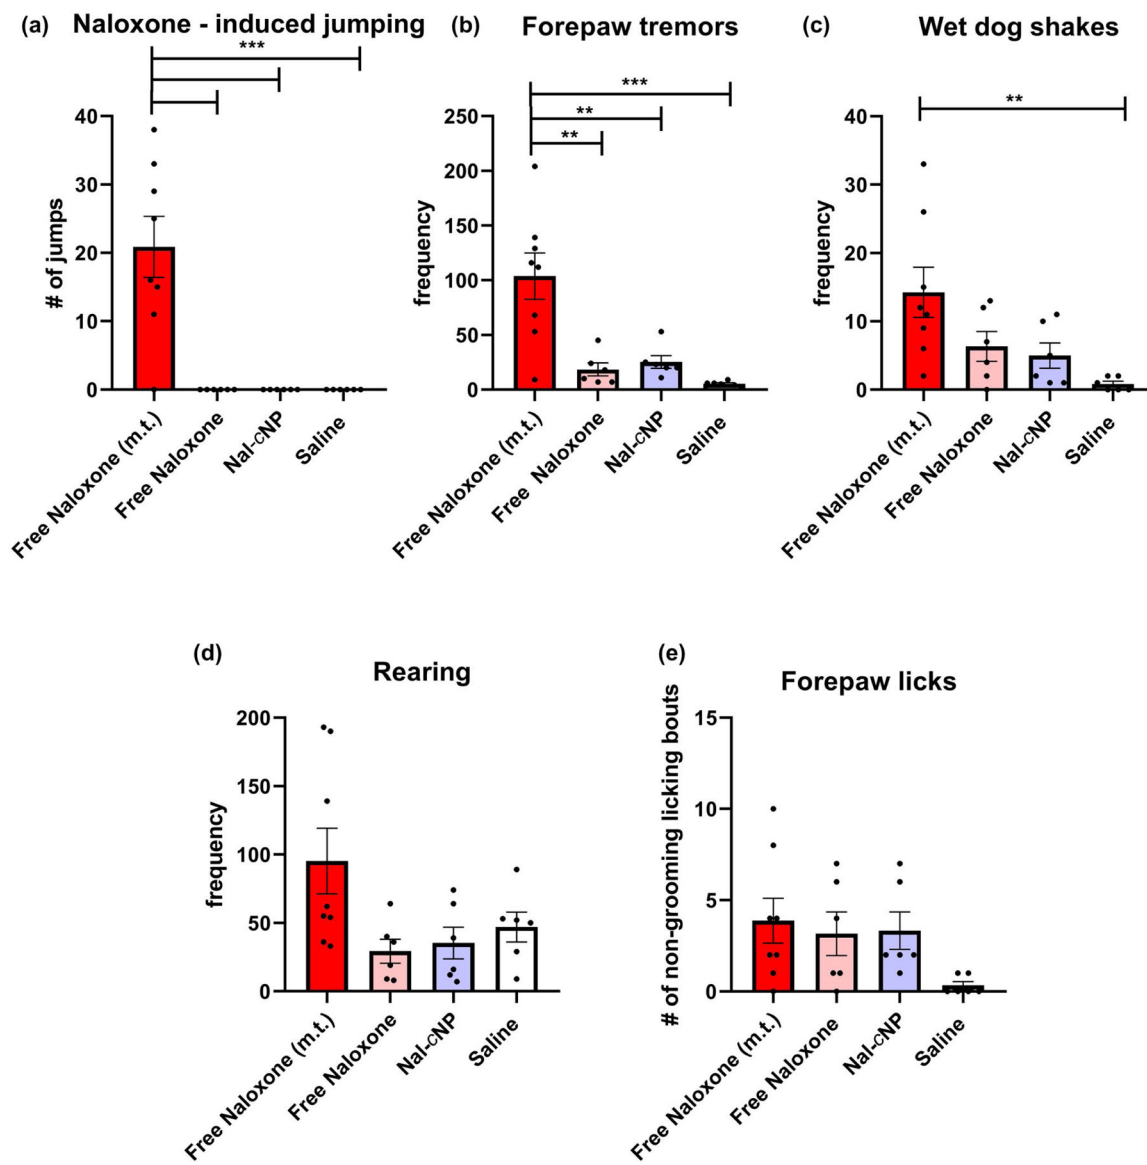 (a) Naloxone - induced jumping
***
# of jumps
40
30
20
10
0
Free Naloxone (m.t.)
Free Naloxone
Nal-cNP
Saline
(b) Forepaw tremors
***
**
**
frequency
250
200
150
100
50
0
Free Naloxone (m.t.)
Free Naloxone
Nal-cNP
Saline
(c) Wet dog shakes
**
frequency
40
30
20
10
0
Free Naloxone (m.t.)
Free Naloxone
Nal-cNP
Saline
(d) Rearing
frequency
200
150
100
50
0
Free Naloxone (m.t.)
Free Naloxone
Nal-cNP
Saline
(e) Forepaw licks
# of non-grooming licking bouts
15
10
5
0
Free Naloxone (m.t.)
Free Naloxone
Nal-cNP
Saline